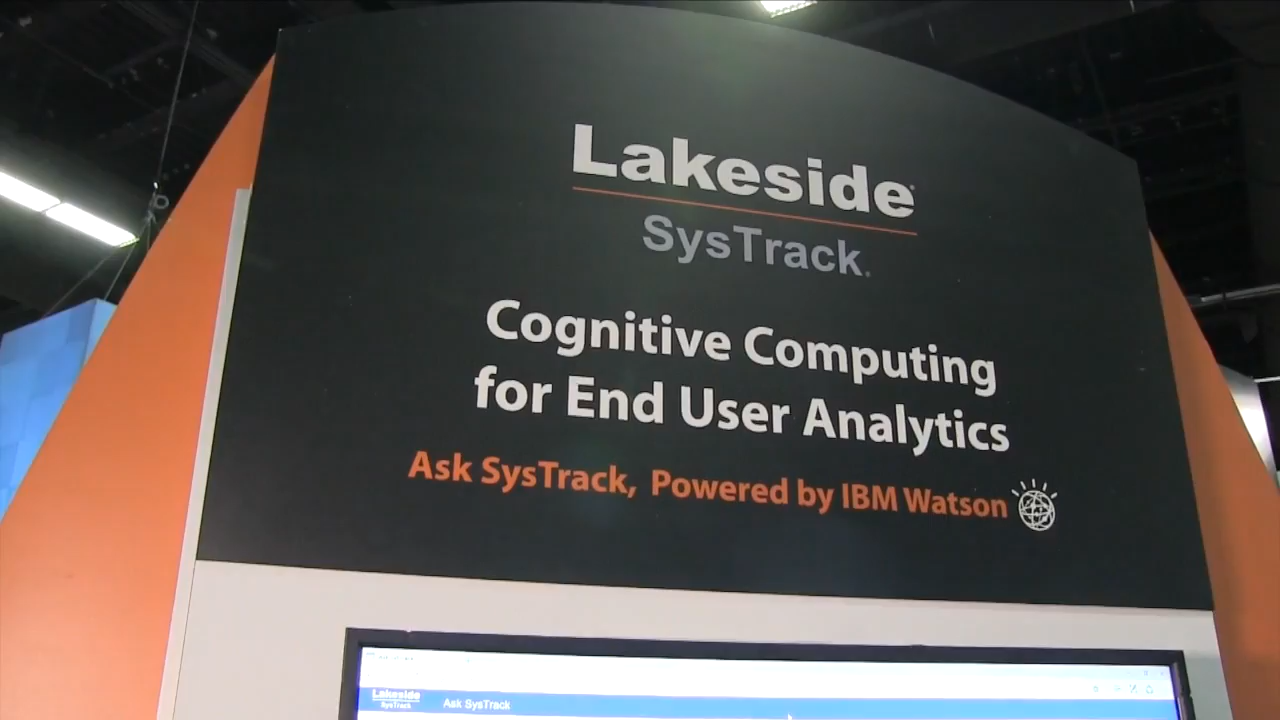 Lakeside
SysTrack.
Cognitive Computing
for End User Analytics
Ask SysTrack, Powered by IBM Watson
Lakeside
SysTrack
Ask SysTrack